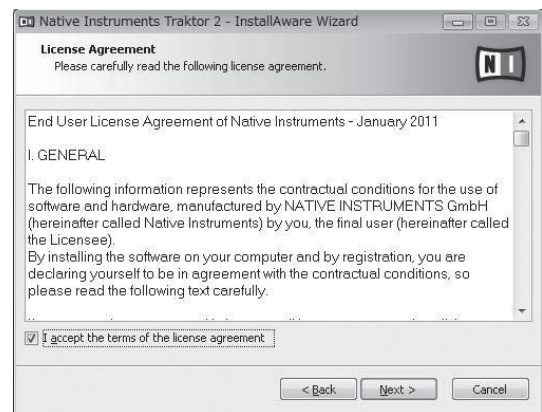 Native Instruments Traktor 2 - InstallAware Wizard
License Agreement
Please carefully read the following license agreement.
NI
End User License Agreement of Native Instruments - January 2011
I. GENERAL
The following information represents the contractual conditions for the use of
software and hardware, manufactured by NATIVE INSTRUMENTS GmbH
(hereinafter called Native Instruments) by you, the final user (hereinafter called
the Licensee).
By installing the software on your computer and by registration, you are
declaring yourself to be in agreement with the contractual conditions, so
please read the following text carefully.
I accept the terms of the license agreement
< Back
Next >
Cancel